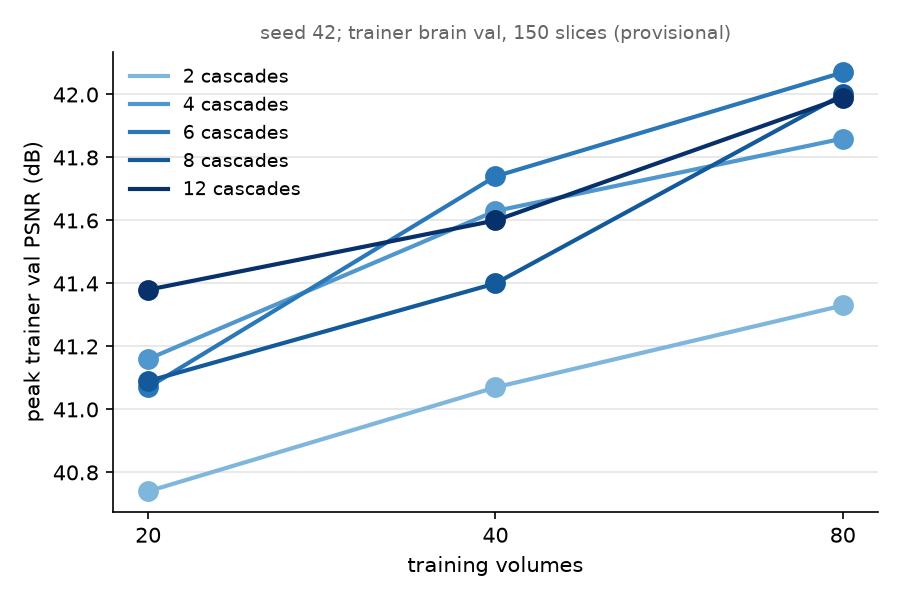 seed 42; trainer brain val, 150 slices (provisional)
2 cascades
4 cascades
6 cascades
8 cascades
12 cascades
peak trainer val PSNR (dB)
42.0
41.8
41.6
41.4
41.2
41.0
40.8
20
40
80
training volumes